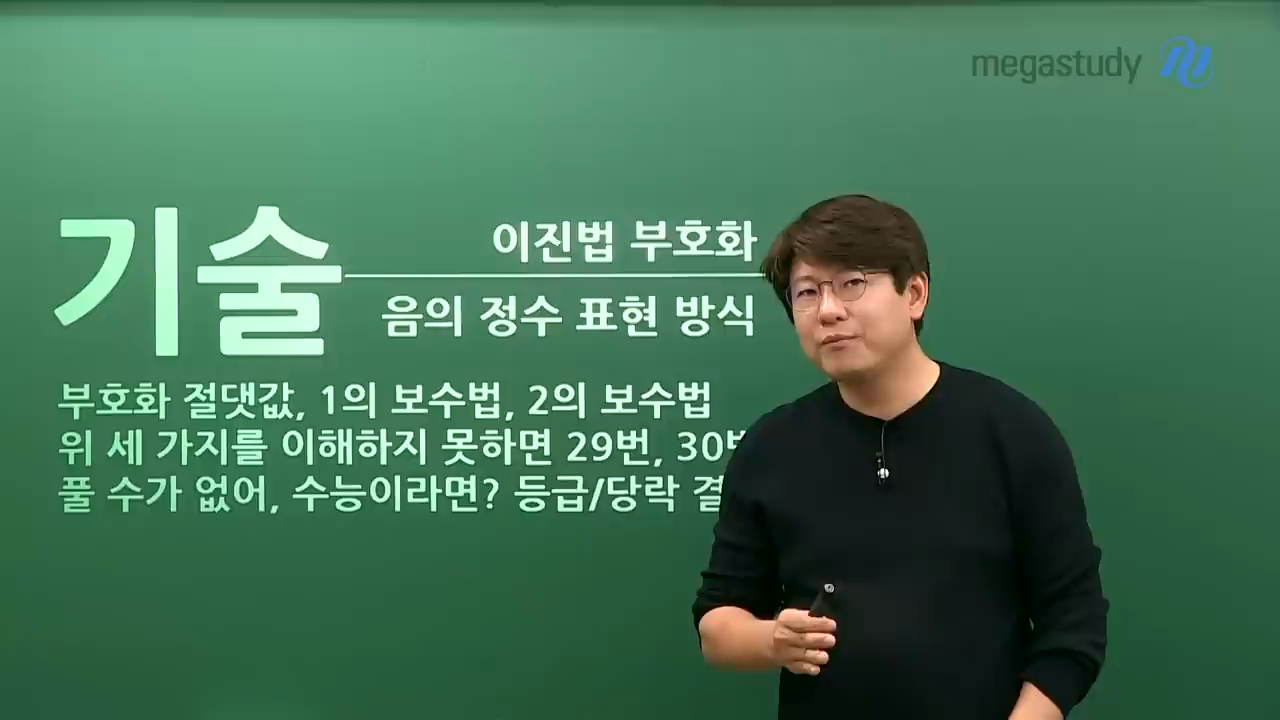 megastudy
기술
이진법 부호화
음의 정수 표현 방식
부호화 절댓값, 1의 보수법, 2의 보수법
위 세 가지를 이해하지 못하면 29번, 30
풀 수가 없어, 수능이라면? 등급/당락